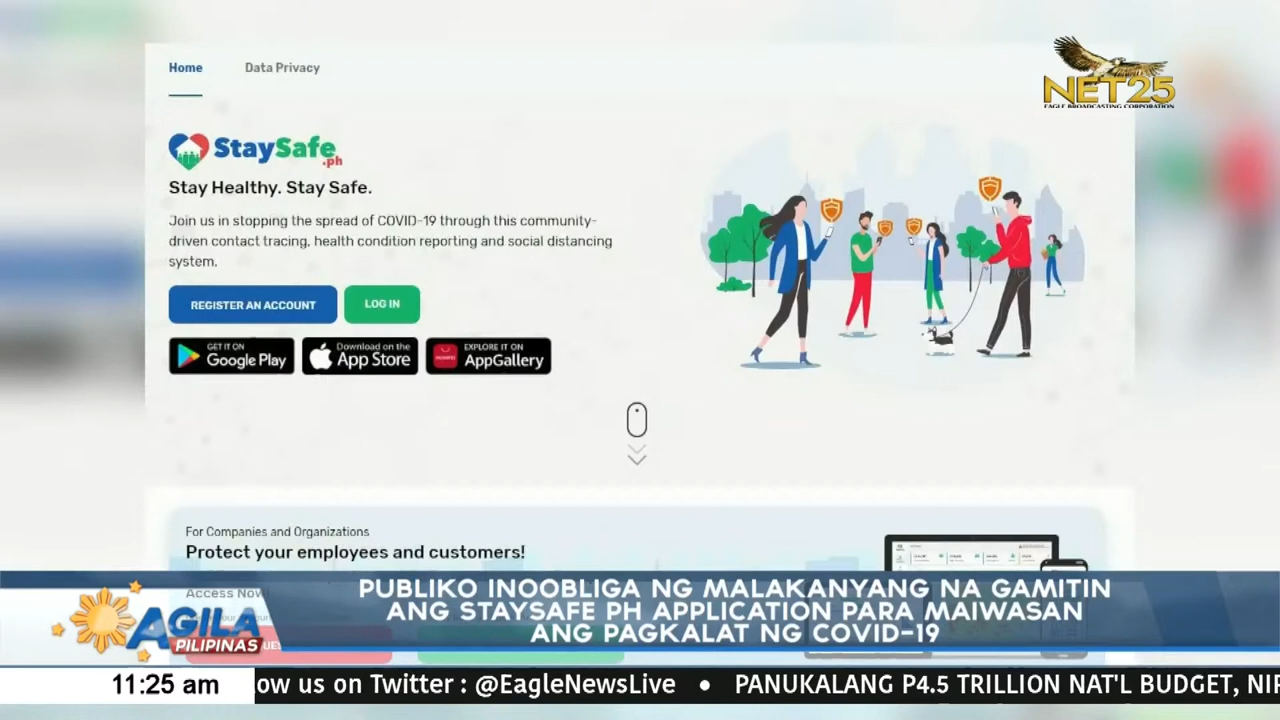 Home
Data Privacy
NET25
EAGLE BROADCASTING CORPORATION
StaySafe.ph
Stay Healthy. Stay Safe.
Join us in stopping the spread of COVID-19 through this community-
driven contact tracing, health condition reporting and social distancing
system.
REGISTER AN ACCOUNT
LOG IN
GET IT ON
Google Play
Download on the
App Store
EXPLORE IT ON
AppGallery
For Companies and Organizations
Protect your employees and customers!
Access Now
PUBLIKO INOOBLIGA NG MALAKANYANG NA GAMITIN
ANG STAYSAFE PH APPLICATION PARA MAIWASAN
ANG PAGKALAT NG COVID-19
AGILA
PILIPINAS
11:25 am
ow us on Twitter : @EagleNewsLive • PANUKALANG P4.5 TRILLION NAT'L BUDGET,